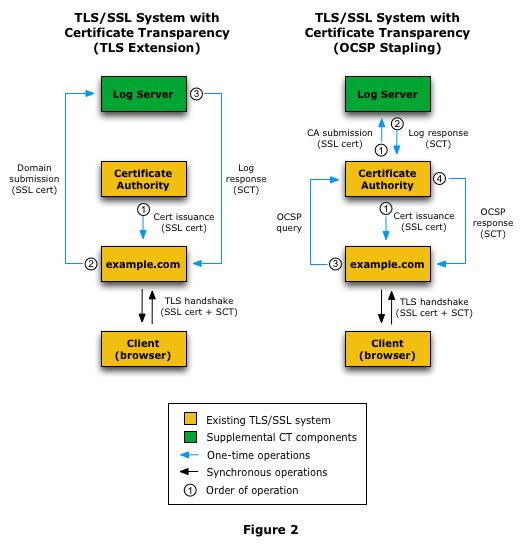 TLS/SSL System with
Certificate Transparency
(TLS Extension)
Log Server
3
Domain
submission
(SSL cert)
Log
response
(SCT)
Certificate
Authority
1
Cert issuance
(SSL cert)
2
example.com
TLS handshake
(SSL cert + SCT)
Client
(browser)
TLS/SSL System with
Certificate Transparency
(OCSP Stapling)
Log Server
CA submission
(SSL cert)
1
2
Log response
(SCT)
Certificate
Authority
4
OCSP
query
1
Cert issuance
(SSL cert)
OCSP
response
(SCT)
3
example.com
TLS handshake
(SSL cert + SCT)
Client
(browser)
Existing TLS/SSL system
Supplemental CT components
One-time operations
Synchronous operations
1 Order of operation
Figure 2